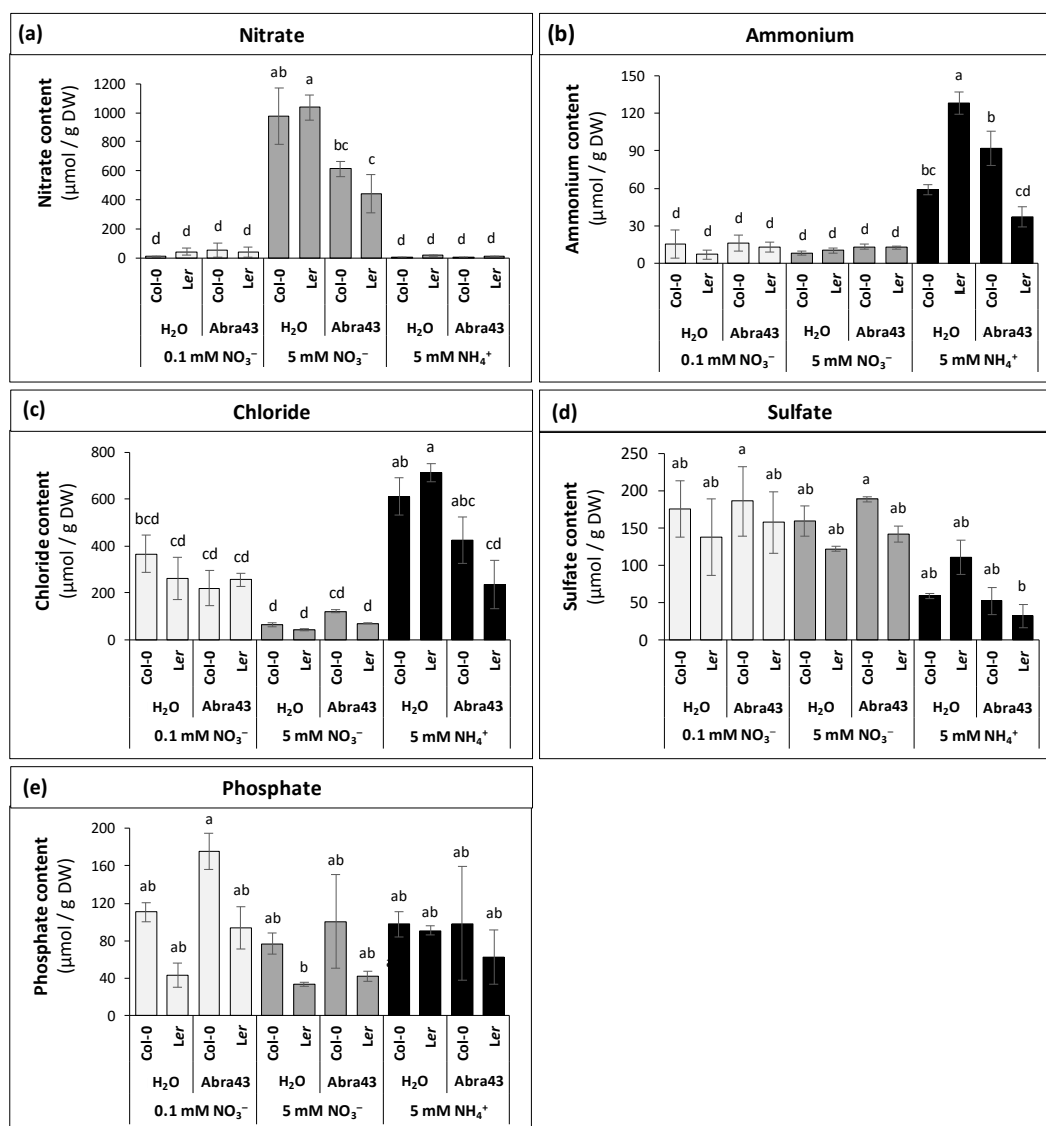 (a) Nitrate
Nitrate content
(µmol / g DW)
1200
1000
800
600
400
200
0
d d d d ab a bc c d d d d
Col-0 Ler Col-0 Ler Col-0 Ler Col-0 Ler Col-0 Ler Col-0 Ler
H₂O Abra43 H₂O Abra43 H₂O Abra43
0.1 mM NO₃⁻ 5 mM NO₃⁻ 5 mM NH₄⁺
(b) Ammonium
Ammonium content
(µmol / g DW)
150
120
90
60
30
0
d d d d d d d d bc a b cd
Col-0 Ler Col-0 Ler Col-0 Ler Col-0 Ler Col-0 Ler Col-0 Ler
H₂O Abra43 H₂O Abra43 H₂O Abra43
0.1 mM NO₃⁻ 5 mM NO₃⁻ 5 mM NH₄⁺
(c) Chloride
Chloride content
(µmol / g DW)
800
600
400
200
0
bcd cd cd cd d d cd d ab a abc cd
Col-0 Ler Col-0 Ler Col-0 Ler Col-0 Ler Col-0 Ler Col-0 Ler
H₂O Abra43 H₂O Abra43 H₂O Abra43
0.1 mM NO₃⁻ 5 mM NO₃⁻ 5 mM NH₄⁺
(d) Sulfate
Sulfate content
(µmol / g DW)
250
200
150
100
50
0
ab ab a ab ab ab a ab ab ab ab b
Col-0 Ler Col-0 Ler Col-0 Ler Col-0 Ler Col-0 Ler Col-0 Ler
H₂O Abra43 H₂O Abra43 H₂O Abra43
0.1 mM NO₃⁻ 5 mM NO₃⁻ 5 mM NH₄⁺
(e) Phosphate
Phosphate content
(µmol / g DW)
200
160
120
80
40
0
ab ab a ab ab b ab ab ab ab ab ab
Col-0 Ler Col-0 Ler Col-0 Ler Col-0 Ler Col-0 Ler Col-0 Ler
H₂O Abra43 H₂O Abra43 H₂O Abra43
0.1 mM NO₃⁻ 5 mM NO₃⁻ 5 mM NH₄⁺